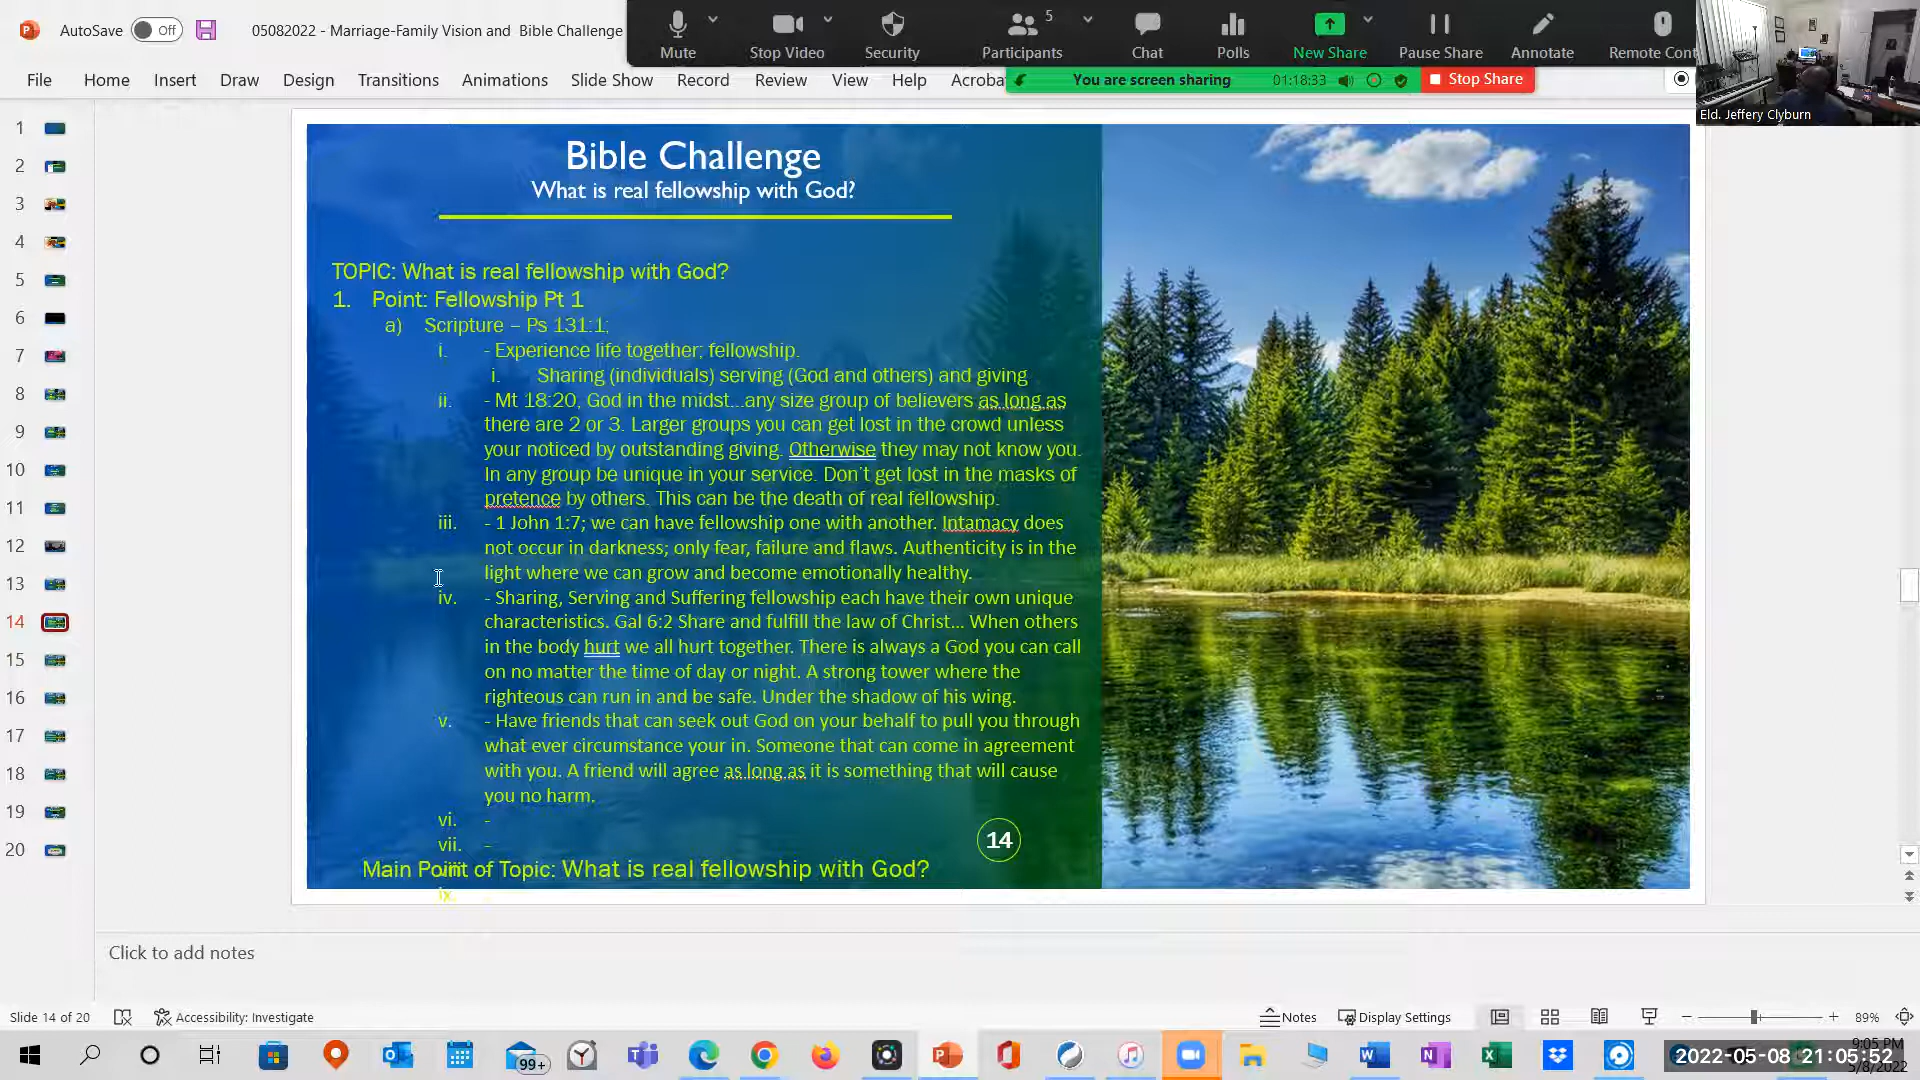 AutoSave Off 05082022 - Marriage-Family Vision and Bible Challenge
Mute Stop Video Security Participants 5 Chat Polls New Share Pause Share Annotate Remote Cont
File Home Insert Draw Design Transitions Animations Slide Show Record Review View Help Acroba
You are screen sharing 01:18:33 Stop Share
Eld. Jeffery Clyburn
1
2
3
4
5
6
7
8
9
10
11
12
13
14
15
16
17
18
19
20
Bible Challenge
What is real fellowship with God?
TOPIC: What is real fellowship with God?
1. Point: Fellowship Pt 1
a) Scripture – Ps 131:1;
i. - Experience life together; fellowship.
i. Sharing (individuals) serving (God and others) and giving
ii. - Mt 18:20, God in the midst...any size group of believers as long as
there are 2 or 3. Larger groups you can get lost in the crowd unless
your noticed by outstanding giving. Otherwise they may not know you.
In any group be unique in your service. Don't get lost in the masks of
pretence by others. This can be the death of real fellowship.
iii. - 1 John 1:7; we can have fellowship one with another. Intamacy does
not occur in darkness; only fear, failure and flaws. Authenticity is in the
light where we can grow and become emotionally healthy.
iv. - Sharing, Serving and Suffering fellowship each have their own unique
characteristics. Gal 6:2 Share and fulfill the law of Christ... When others
in the body hurt we all hurt together. There is always a God you can call
on no matter the time of day or night. A strong tower where the
righteous can run in and be safe. Under the shadow of his wing.
v. - Have friends that can seek out God on your behalf to pull you through
what ever circumstance your in. Someone that can come in agreement
with you. A friend will agree as long as it is something that will cause
you no harm.
vi. -
vii. -
viii. -
Main Point of Topic: What is real fellowship with God?
14
ix.
Click to add notes
Slide 14 of 20 Accessibility: Investigate Notes Display Settings 89%
99+
9:05 PM
2022-05-08 21:05:52
5/8/2022